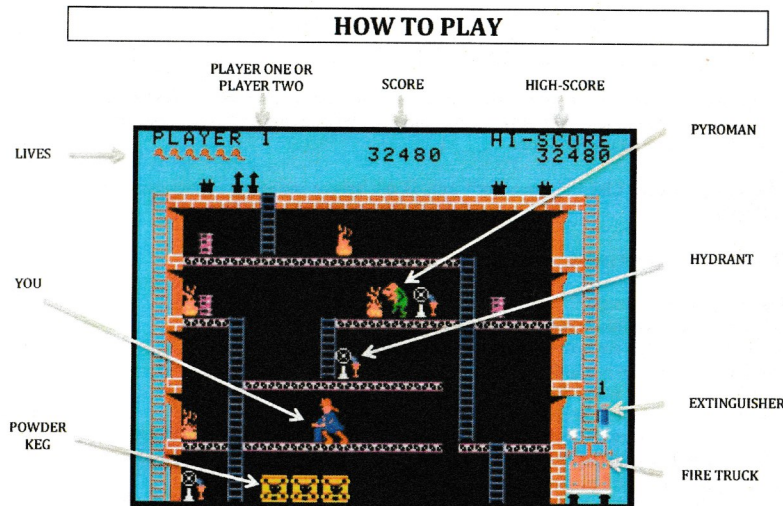 HOW TO PLAY
PLAYER ONE OR
PLAYER TWO
SCORE
HIGH-SCORE
PYROMAN
LIVES
PLAYER 1
32480
HI-SCORE
32480
HYDRANT
YOU
1
EXTINGUISHER
POWDER
KEG
FIRE TRUCK